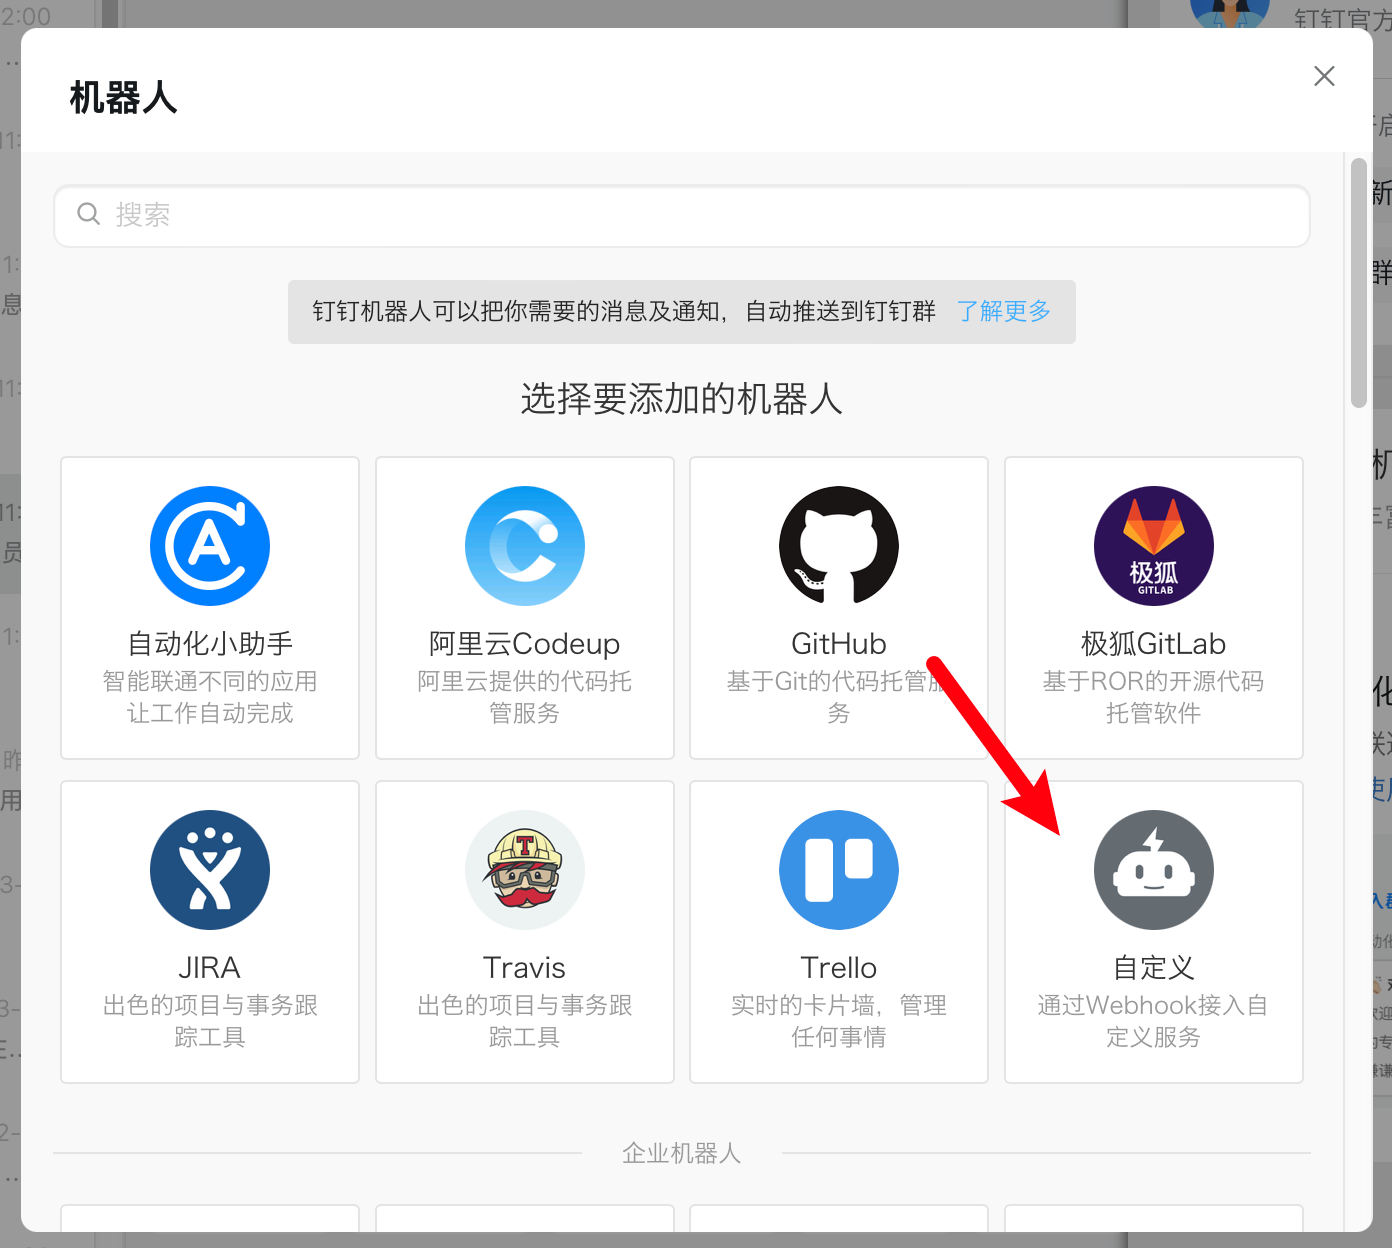 2:00
钉钉官方
机器人
搜索
钉钉机器人可以把你需要的消息及通知，自动推送到钉钉群 了解更多
选择要添加的机器人
自动化小助手
智能联通不同的应用
让工作自动完成
阿里云Codeup
阿里云提供的代码托
管服务
GitHub
基于Git的代码托管服
务
极狐
GITLAB
极狐GitLab
基于ROR的开源代码
托管软件
JIRA
出色的项目与事务跟
踪工具
T
Travis
出色的项目与事务跟
踪工具
Trello
实时的卡片墙，管理
任何事情
自定义
通过Webhook接入自
定义服务
企业机器人